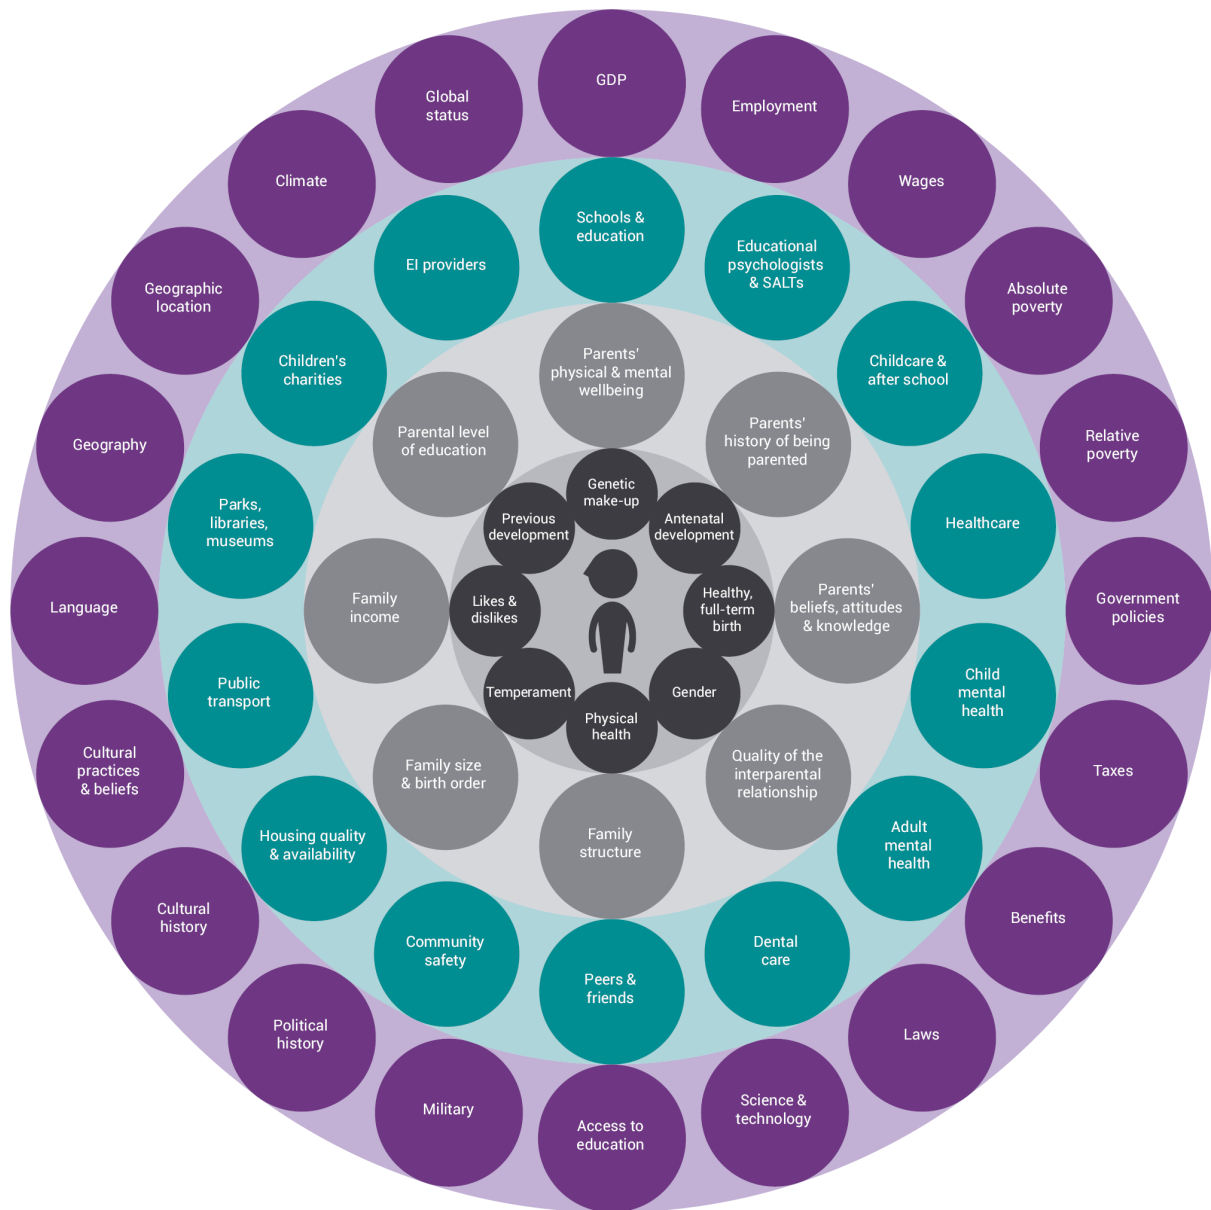 GDP
Employment
Wages
Absolute
poverty
Relative
poverty
Government
policies
Taxes
Benefits
Laws
Science &
technology
Access to
education
Military
Political
history
Cultural
history
Cultural
practices
& beliefs
Language
Geography
Geographic
location
Climate
Global
status
Schools &
education
Educational
psychologists
& SALTs
Childcare &
after school
Healthcare
Child
mental
health
Adult
mental
health
Dental
care
Peers &
friends
Community
safety
Housing quality
& availability
Public
transport
Parks,
libraries,
museums
Children's
charities
EI providers
Parents'
physical & mental
wellbeing
Parents'
history of being
parented
Parents'
beliefs, attitudes
& knowledge
Quality of the
interparental
relationship
Family
structure
Family size
& birth order
Family
income
Parental level
of education
Genetic
make-up
Antenatal
development
Healthy,
full-term
birth
Gender
Physical
health
Temperament
Likes &
dislikes
Previous
development